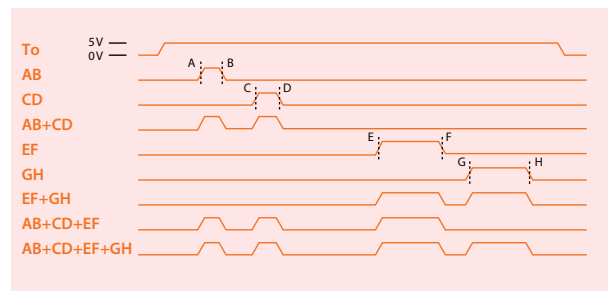 5V
To
0V
A B
AB
C D
CD
AB+CD
E F
EF
G H
GH
EF+GH
AB+CD+EF
AB+CD+EF+GH